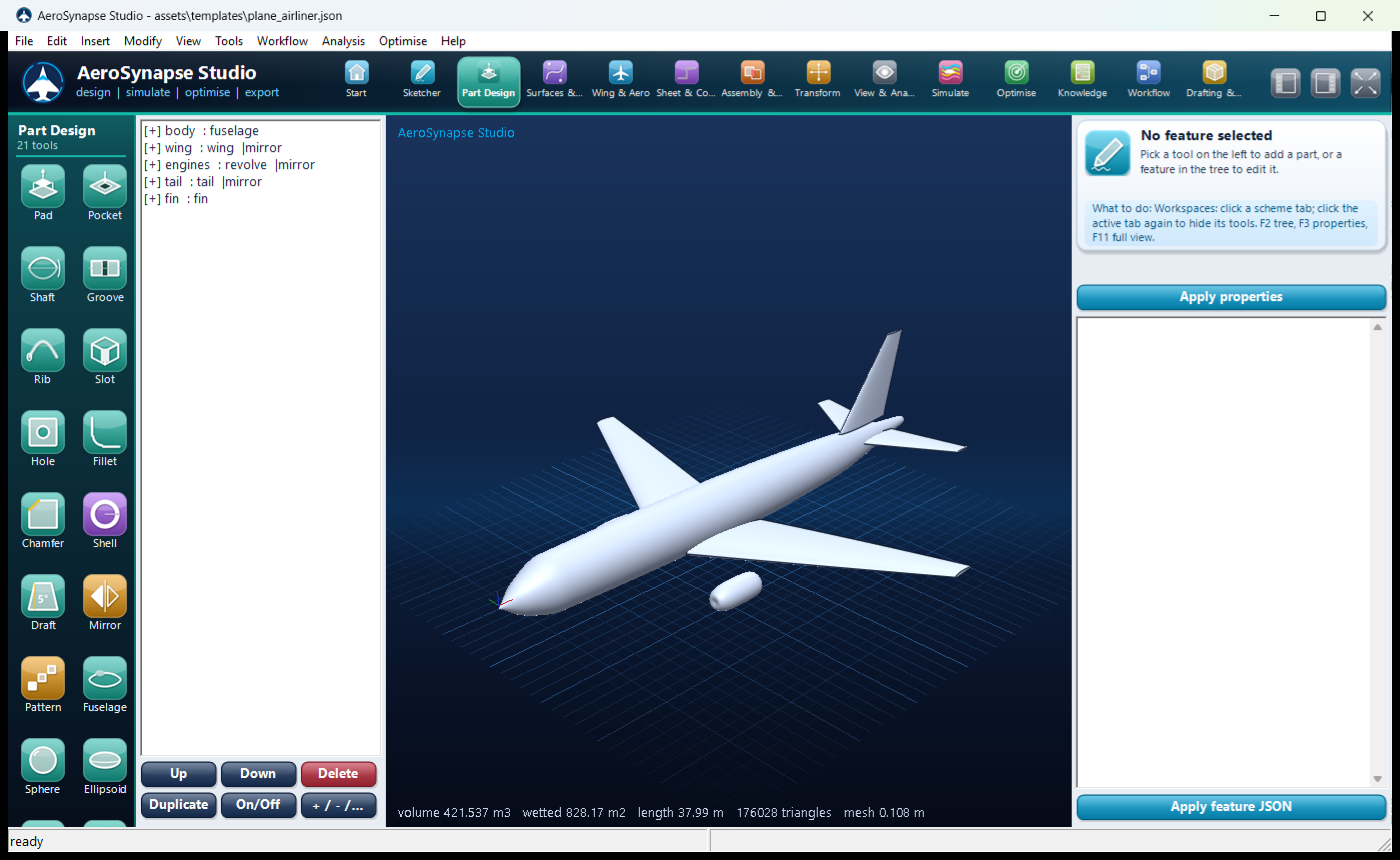 AeroSynapse Studio - assets\templates\plane_airliner.json
File Edit Insert Modify View Tools Workflow Analysis Optimise Help
AeroSynapse Studio
design | simulate | optimise | export
Start
Sketcher
Part Design
Surfaces &...
Wing & Aero
Sheet & Co...
Assembly &...
Transform
View & Ana...
Simulate
Optimise
Knowledge
Workflow
Drafting &...
Part Design
21 tools
Pad
Pocket
Shaft
Groove
Rib
Slot
Hole
Fillet
Chamfer
Shell
5°
Draft
Mirror
Pattern
Fuselage
Sphere
Ellipsoid
[+] body : fuselage
[+] wing : wing |mirror
[+] engines : revolve |mirror
[+] tail : tail |mirror
[+] fin : fin
Up
Down
Delete
Duplicate
On/Off
+ / - /...
AeroSynapse Studio
volume 421.537 m3 wetted 828.17 m2 length 37.99 m 176028 triangles mesh 0.108 m
No feature selected
Pick a tool on the left to add a part, or a
feature in the tree to edit it.
What to do: Workspaces: click a scheme tab; click the
active tab again to hide its tools. F2 tree, F3 properties,
F11 full view.
Apply properties
Apply feature JSON
ready